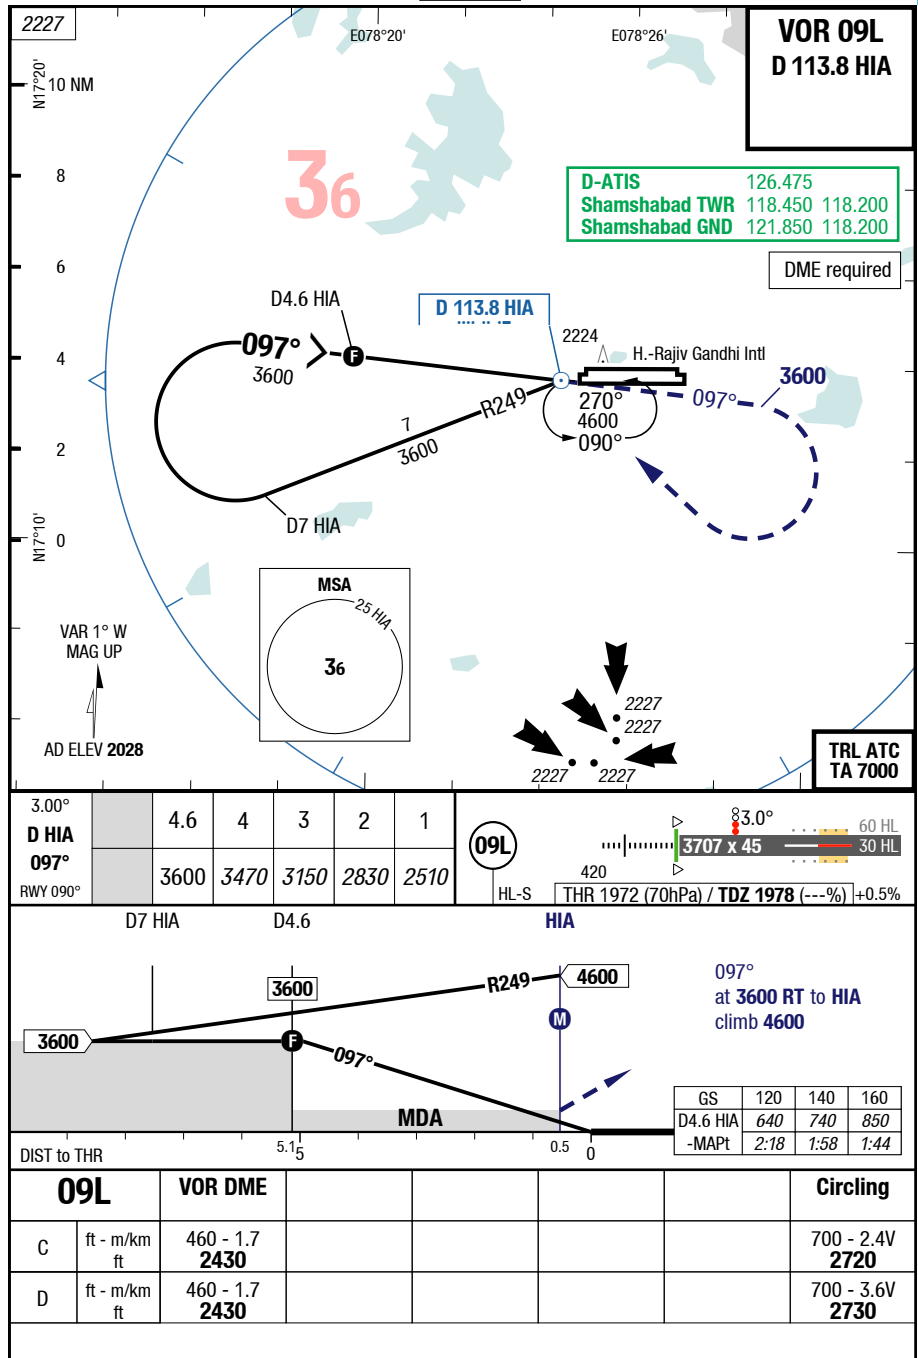 2227
E078°20'
E078°26'
VOR 09L
D 113.8 HIA
N17°20'
10 NM
8
6
4
2
0
N17°10'
36
D-ATIS 126.475
Shamshabad TWR 118.450 118.200
Shamshabad GND 121.850 118.200
DME required
D4.6 HIA
D 113.8 HIA
2224
H.-Rajiv Gandhi Intl
097°
3600
F
R249
7
3600
270°
4600
090°
097°
3600
D7 HIA
MSA
25 HIA
36
VAR 1° W
MAG UP
AD ELEV 2028
2227
2227
2227
2227
TRL ATC
TA 7000
3.00°
D HIA
097°
RWY 090°
4.6 4 3 2 1
3600 3470 3150 2830 2510
09L
HL-S
3.0°
60 HL
3707 x 45
30 HL
420
THR 1972 (70hPa) / TDZ 1978 (---%) +0.5%
D7 HIA
D4.6
HIA
3600
R249
4600
M
3600
F
097°
MDA
097°
at 3600 RT to HIA
climb 4600
GS 120 140 160
D4.6 HIA 640 740 850
-MAPt 2:18 1:58 1:44
DIST to THR
5.15
5
0.5
0
09L VOR DME Circling
C ft - m/km 460 - 1.7 700 - 2.4V
ft 2430 2720
D ft - m/km 460 - 1.7 700 - 3.6V
ft 2430 2730